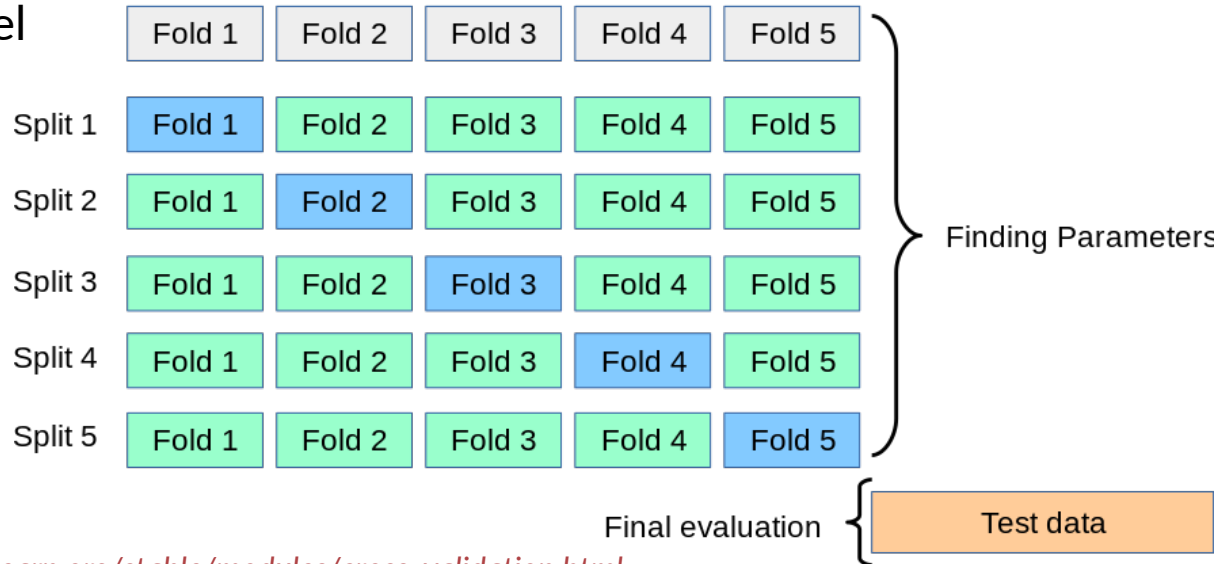 el
Fold 1 Fold 2 Fold 3 Fold 4 Fold 5
Split 1 Fold 1 Fold 2 Fold 3 Fold 4 Fold 5
Split 2 Fold 1 Fold 2 Fold 3 Fold 4 Fold 5
Finding Parameters
Split 3 Fold 1 Fold 2 Fold 3 Fold 4 Fold 5
Split 4 Fold 1 Fold 2 Fold 3 Fold 4 Fold 5
Split 5 Fold 1 Fold 2 Fold 3 Fold 4 Fold 5
Final evaluation Test data